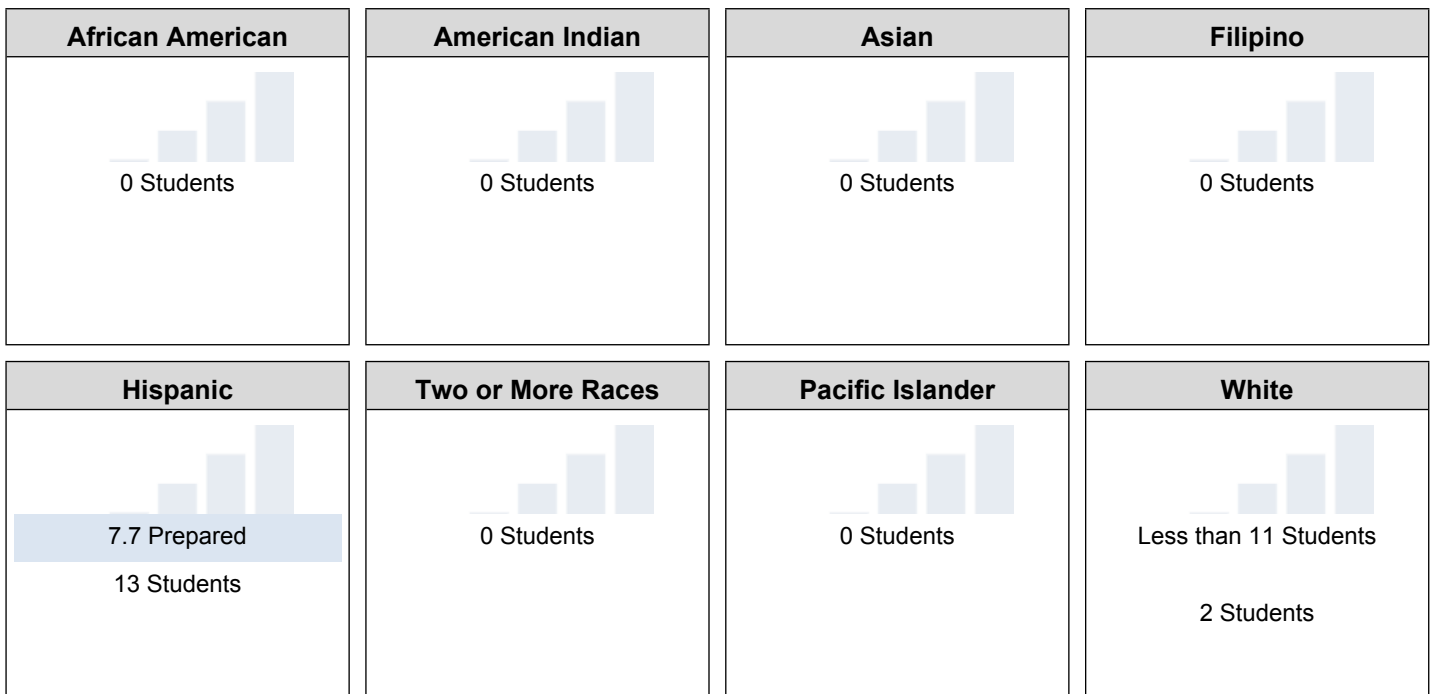 African American
American Indian
Asian
Filipino
0 Students
0 Students
0 Students
0 Students
Hispanic
Two or More Races
Pacific Islander
White
7.7 Prepared
13 Students
0 Students
0 Students
Less than 11 Students
2 Students